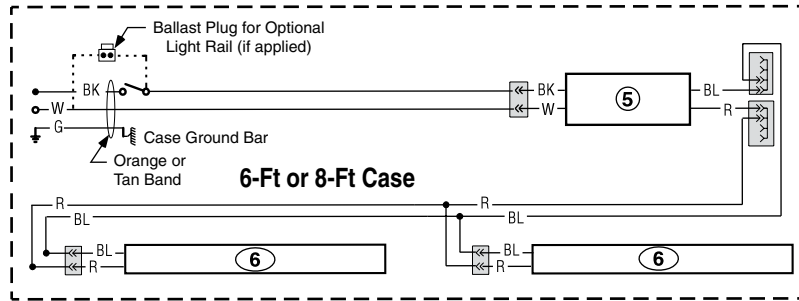 Ballast Plug for Optional
Light Rail (if applied)
BK
BK
BL
W
W
5
R
G
Case Ground Bar
Orange or
Tan Band
6-Ft or 8-Ft Case
R
R
BL
BL
BL
6
BL
6
R
R